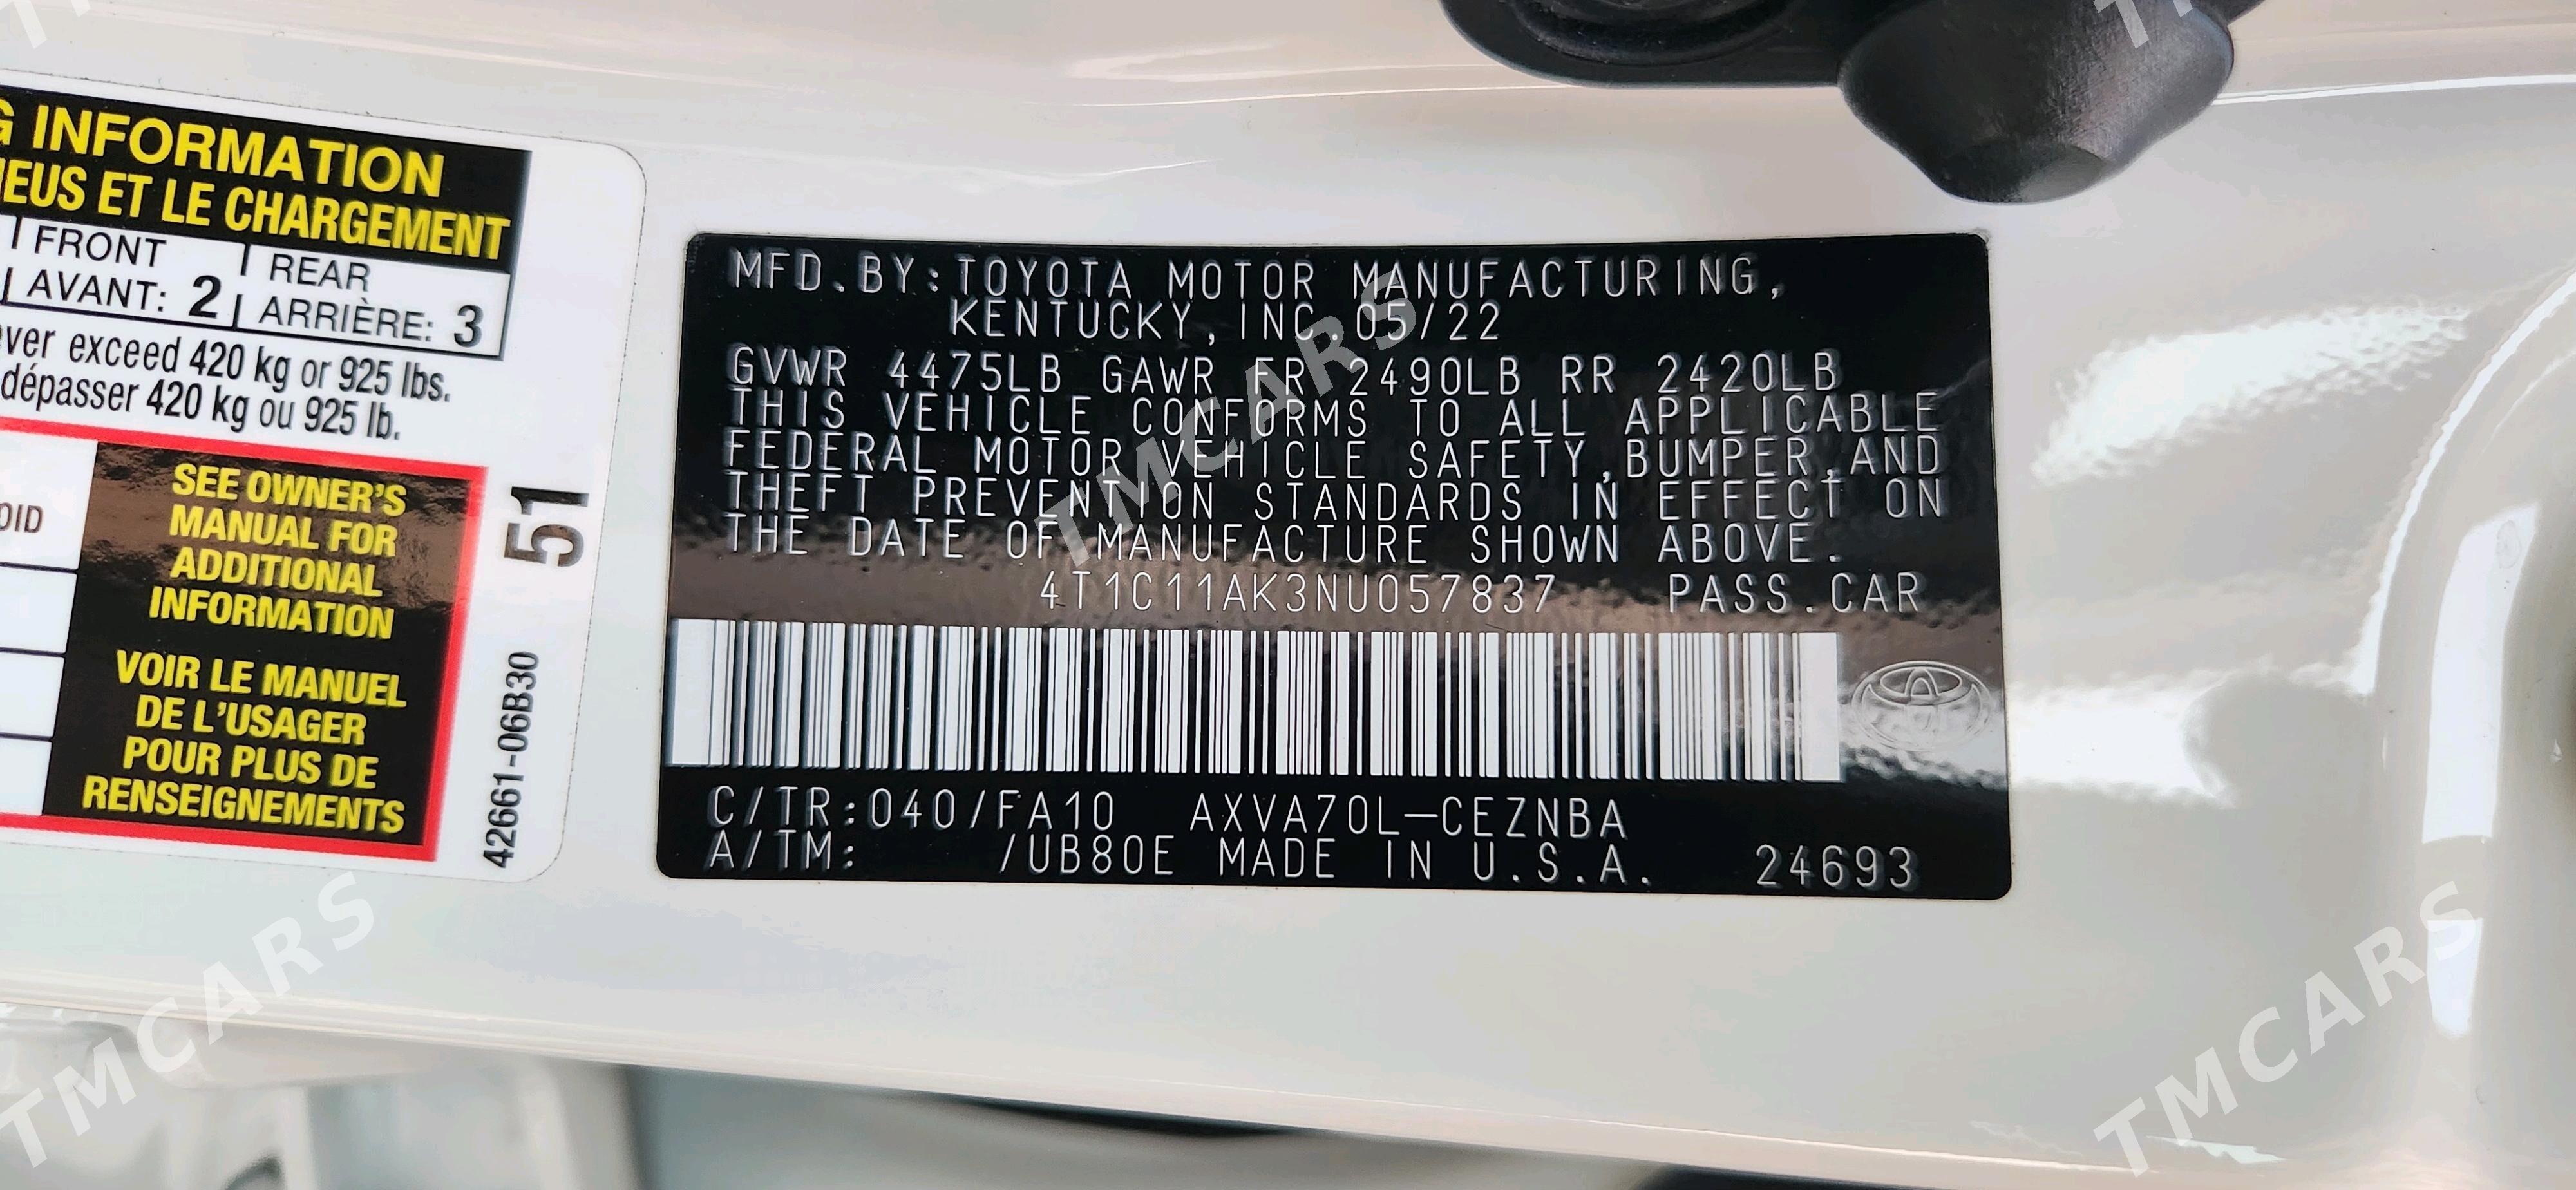 G INFORMATION
EUS ET LE CHARGEMENT
FRONT
AVANT: 2
REAR
ARRIÈRE: 3
ver exceed 420 kg or 925 lbs.
dépasser 420 kg ou 925 lb.
OID
SEE OWNER'S
MANUAL FOR
ADDITIONAL
INFORMATION
VOIR LE MANUEL
DE L'USAGER
POUR PLUS DE
RENSEIGNEMENTS
51
42661-06B30
MFD.BY:TOYOTA MOTOR MANUFACTURING,
KENTUCKY,INC.05/22
GVWR 4475LB GAWR FR 2490LB RR 2420LB
THIS VEHICLE CONFORMS TO ALL APPLICABLE
FEDERAL MOTOR VEHICLE SAFETY,BUMPER,AND
THEFT PREVENTION STANDARDS IN EFFECT ON
THE DATE OF MANUFACTURE SHOWN ABOVE.
4T1C11AK3NU057837 PASS.CAR
C/TR:040/FA10 AXVA70L-CEZNBA
A/TM: /UB80E MADE IN U.S.A. 24693
TMCARS
TMCARS
TMCARS